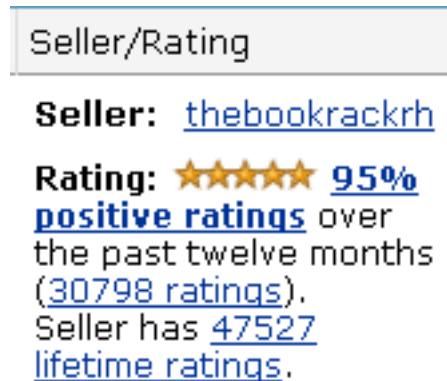 Seller/Rating
Seller: thebookrackrh
Rating: 95%
positive ratings over
the past twelve months
(30798 ratings).
Seller has 47527
lifetime ratings.